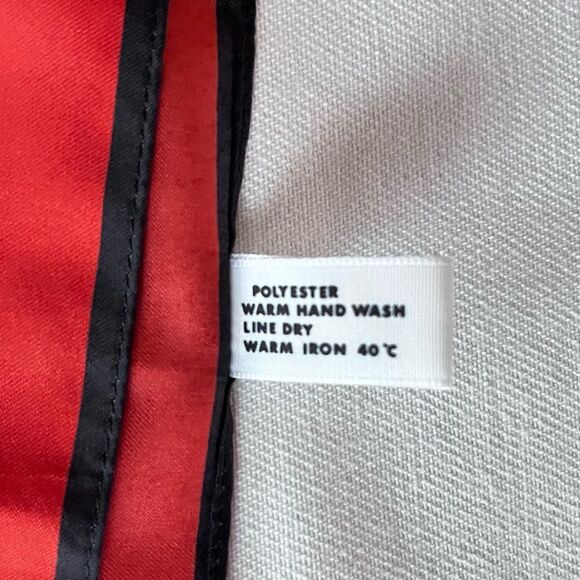 POLYESTER
WARM HAND WASH
LINE DRY
WARM IRON 40℃